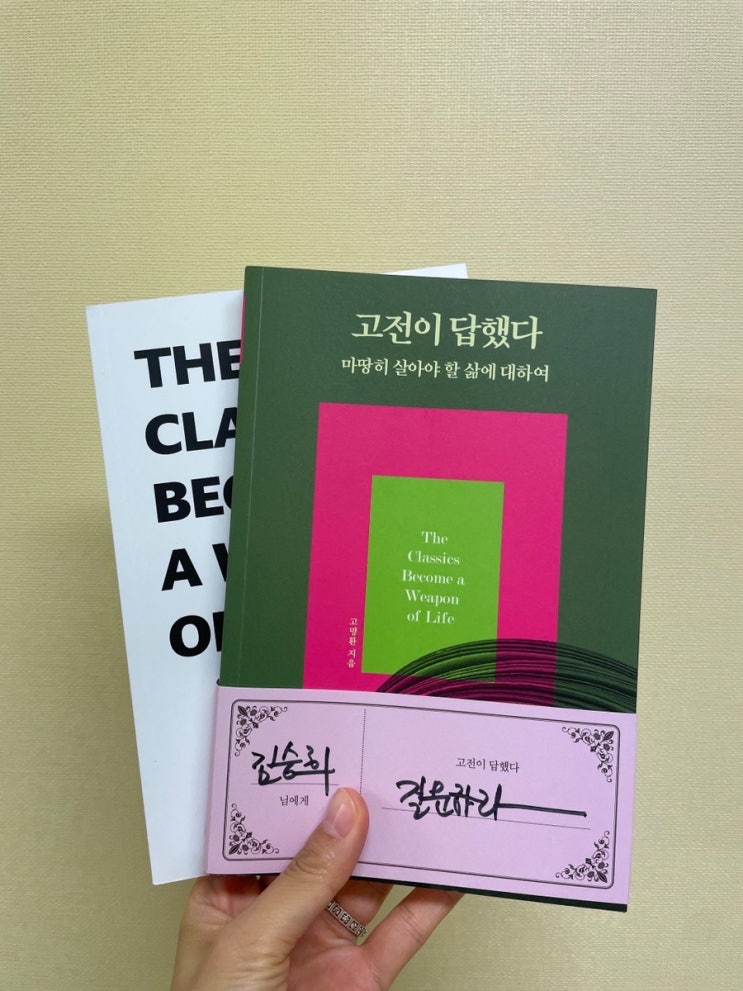 THE
CLA
BEC
A W
OF
고전이 답했다
마땅히 살아야 할 삶에 대하여
The
Classics
Become a
Weapon
of Life
고명환 지음
김승희
님에게
고전이 답했다
질문하라